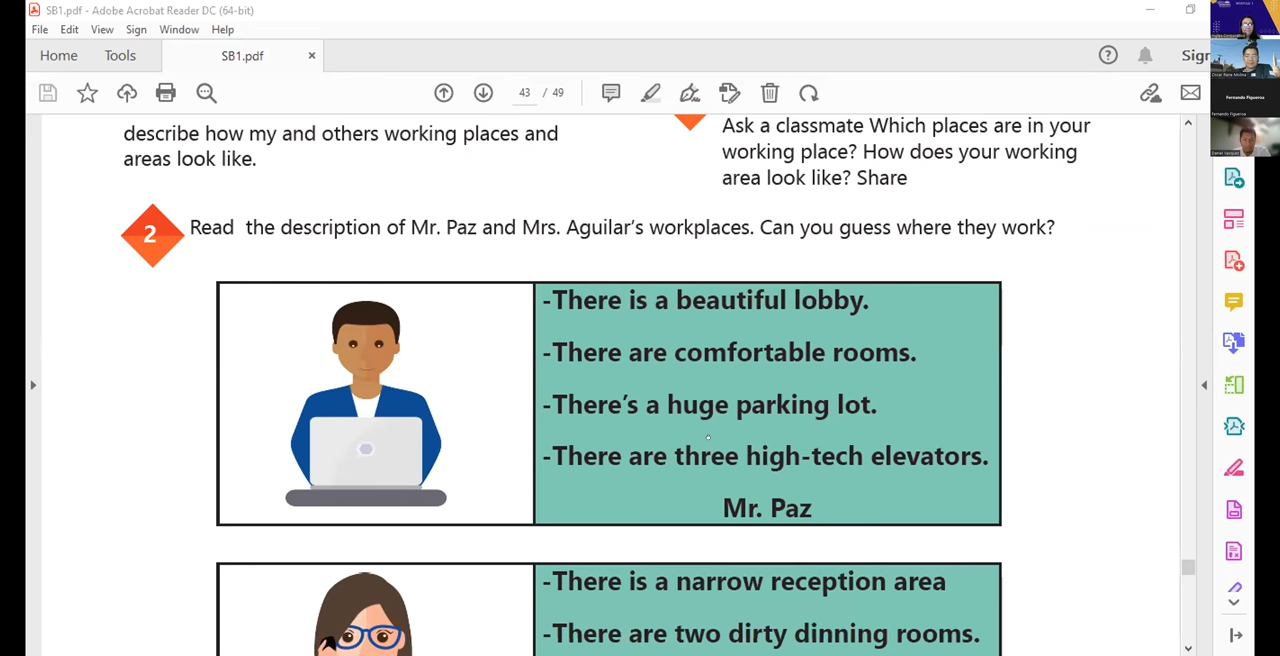 SB1.pdf - Adobe Acrobat Reader DC (64-bit)
File Edit View Sign Window Help
Home Tools SB1.pdf ×
Sign
43 / 49
describe how my and others working places and
areas look like.
Ask a classmate Which places are in your
working place? How does your working
area look like? Share
2 Read the description of Mr. Paz and Mrs. Aguilar's workplaces. Can you guess where they work?
-There is a beautiful lobby.
-There are comfortable rooms.
-There's a huge parking lot.
-There are three high-tech elevators.
Mr. Paz
-There is a narrow reception area
-There are two dirty dinning rooms.
Fernando Figueroa
Fernando Figueroa